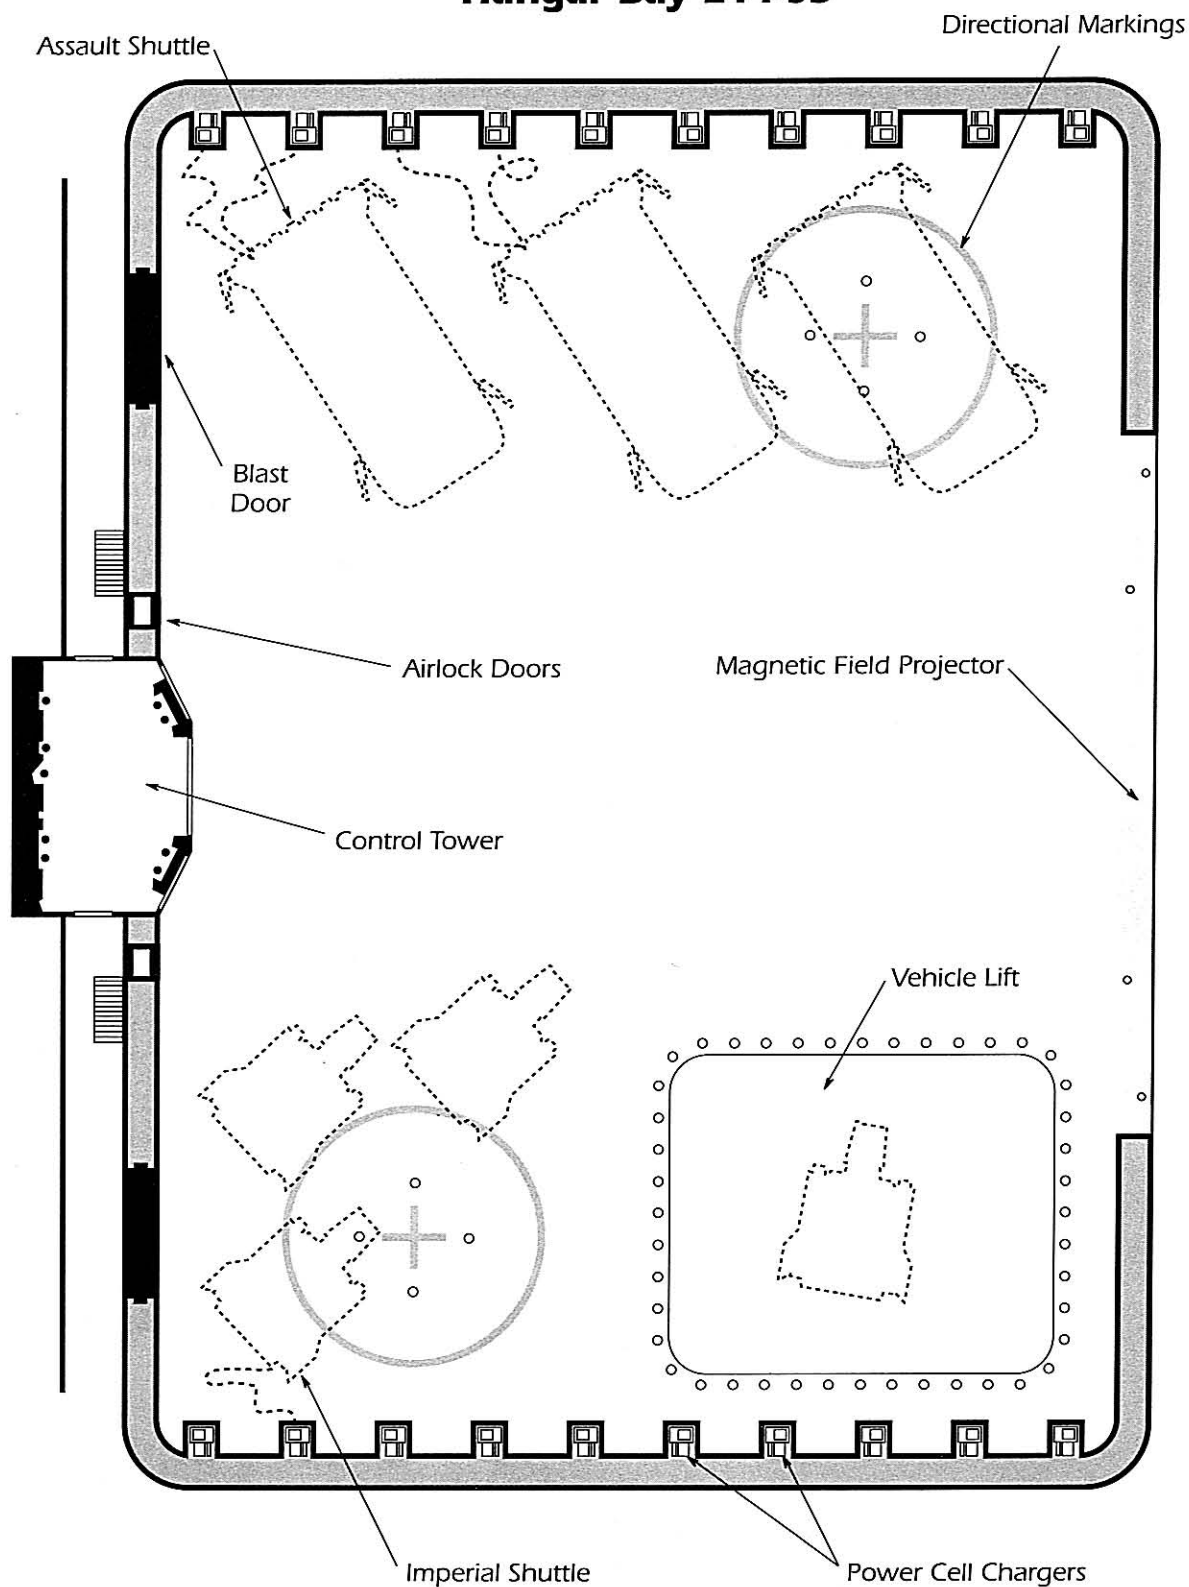 Directional Markings
Assault Shuttle
Blast
Door
Airlock Doors
Magnetic Field Projector
Control Tower
Vehicle Lift
Imperial Shuttle
Power Cell Chargers